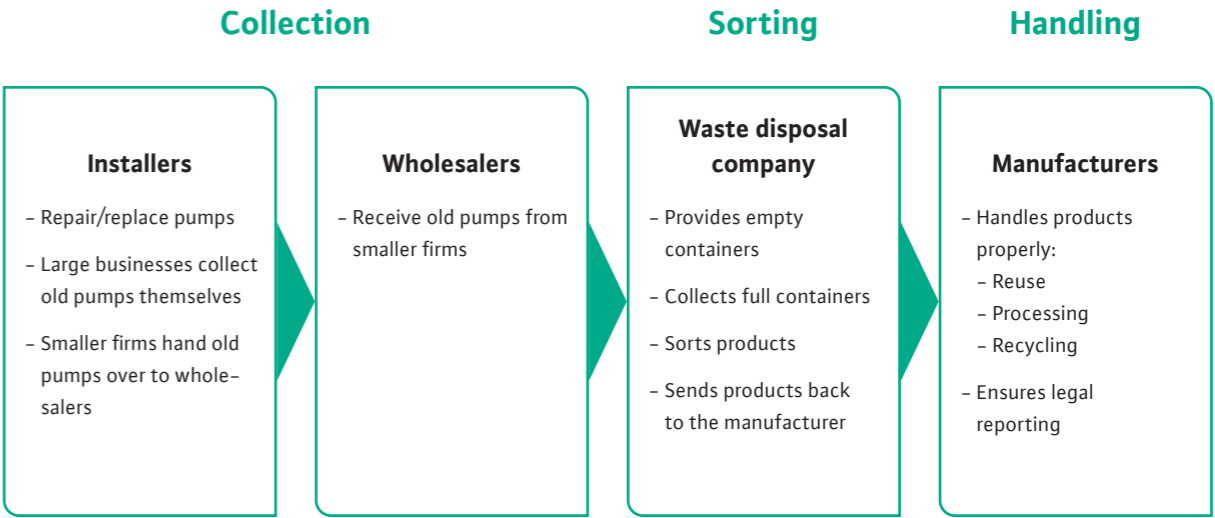 Collection
Sorting
Handling
Installers
– Repair/replace pumps
– Large businesses collect
old pumps themselves
– Smaller firms hand old
pumps over to whole-
salers
Wholesalers
– Receive old pumps from
smaller firms
Waste disposal
company
– Provides empty
containers
– Collects full containers
– Sorts products
– Sends products back
to the manufacturer
Manufacturers
– Handles products
properly:
– Reuse
– Processing
– Recycling
– Ensures legal
reporting